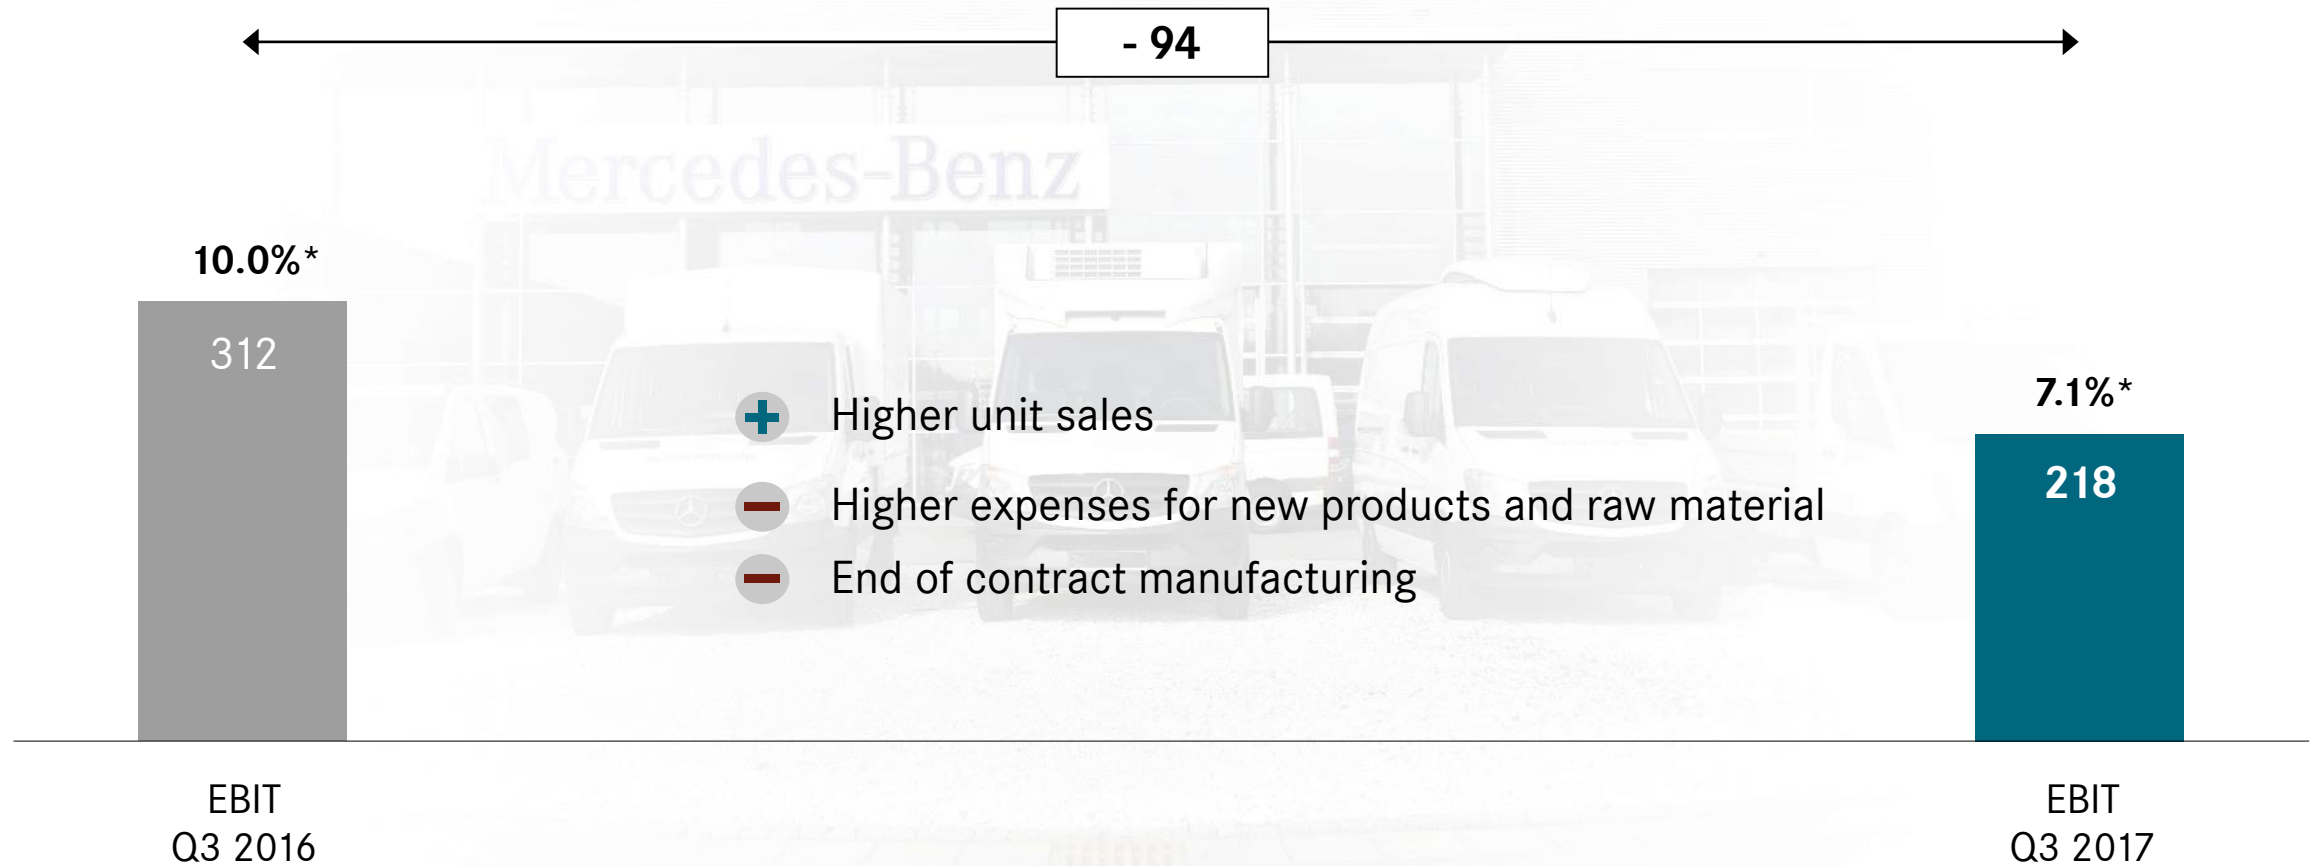 - 94
Mercedes-Benz
10.0%*
312
7.1%*
218
Higher unit sales
Higher expenses for new products and raw material
End of contract manufacturing
EBIT
Q3 2016
EBIT
Q3 2017